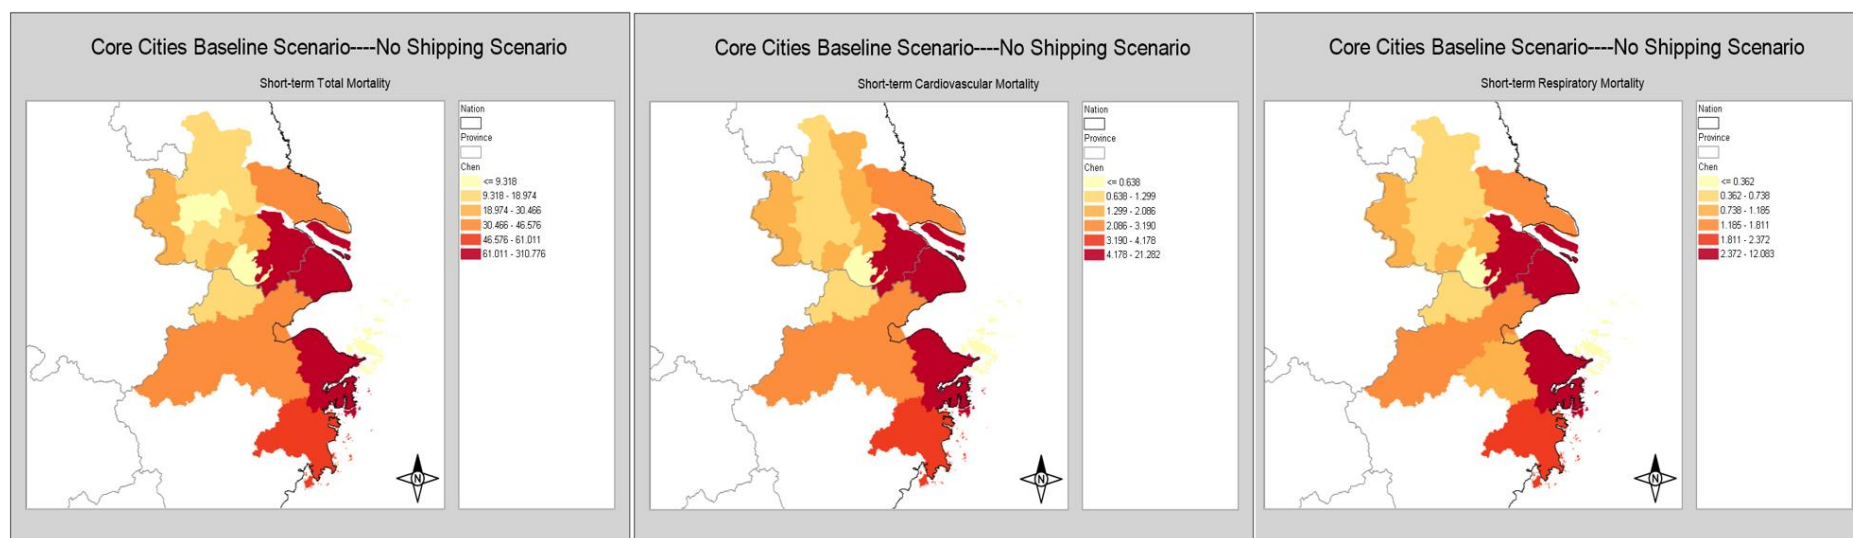 Core Cities Baseline Scenario----No Shipping Scenario
Short-term Total Mortality
Nation
Province
Chen
<= 9.318
9.318 - 18.974
18.974 - 30.466
30.466 - 46.576
46.576 - 61.011
61.011 - 310.776
N
Core Cities Baseline Scenario----No Shipping Scenario
Short-term Cardiovascular Mortality
Nation
Province
Chen
<= 0.638
0.638 - 1.299
1.299 - 2.086
2.086 - 3.190
3.190 - 4.178
4.178 - 21.282
N
Core Cities Baseline Scenario----No Shipping Scenario
Short-term Respiratory Mortality
Nation
Province
Chen
<= 0.362
0.362 - 0.738
0.738 - 1.185
1.185 - 1.811
1.811 - 2.372
2.372 - 12.083
N